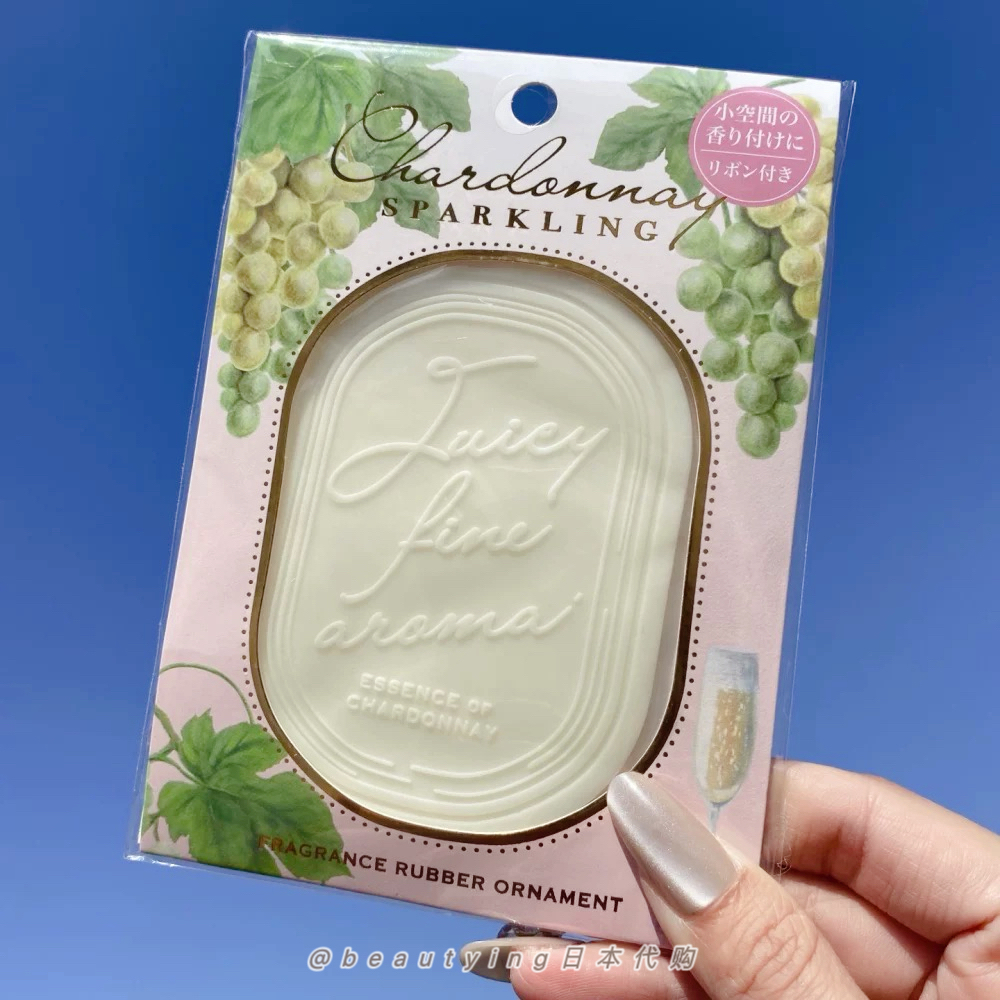 Chardonnay
SPARKLING
小空間の
香り付けに
リボン付き
Juicy
fine
aroma
ESSENCE OF
CHARDONNAY
FRAGRANCE RUBBER ORNAMENT
@beautying日本代购